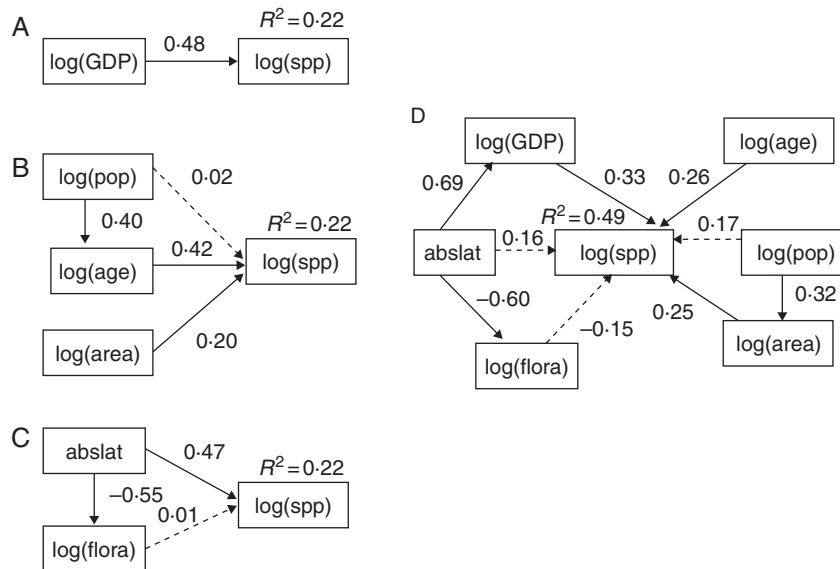 A
R² = 0·22
log(GDP) 0·48 log(spp)
B
log(pop) 0·02
0·40 R² = 0·22
log(age) 0·42 log(spp)
log(area) 0·20
C
abslat 0·47
R² = 0·22
–0·55 0·01 log(spp)
log(flora)
D
log(GDP) log(age)
0·69 0·33 0·26
R² = 0·49 0·17
abslat 0·16 log(spp) log(pop)
–0·60 0·32
–0·15 0·25
log(flora) log(area)